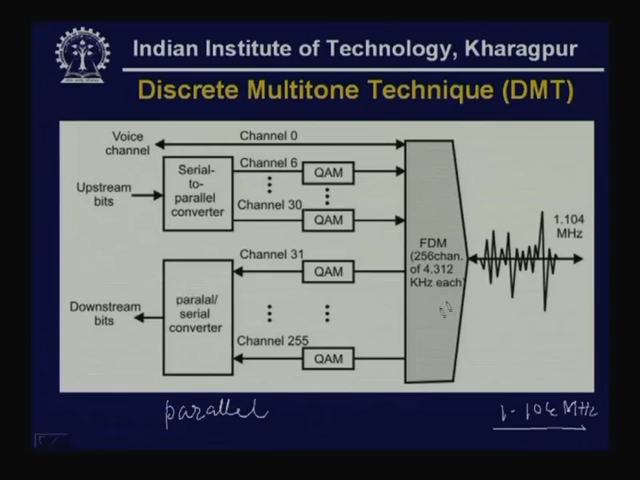 Indian Institute of Technology, Kharagpur
Discrete Multitone Technique (DMT)
Voice channel
Channel 0
Upstream bits
Serial-to-parallel converter
Channel 6
QAM
Channel 30
QAM
FDM (256chan. of 4.312 KHz each
1.104 MHz
Channel 31
QAM
Downstream bits
paralal/ serial converter
Channel 255
QAM
parallel
1.104 MHz